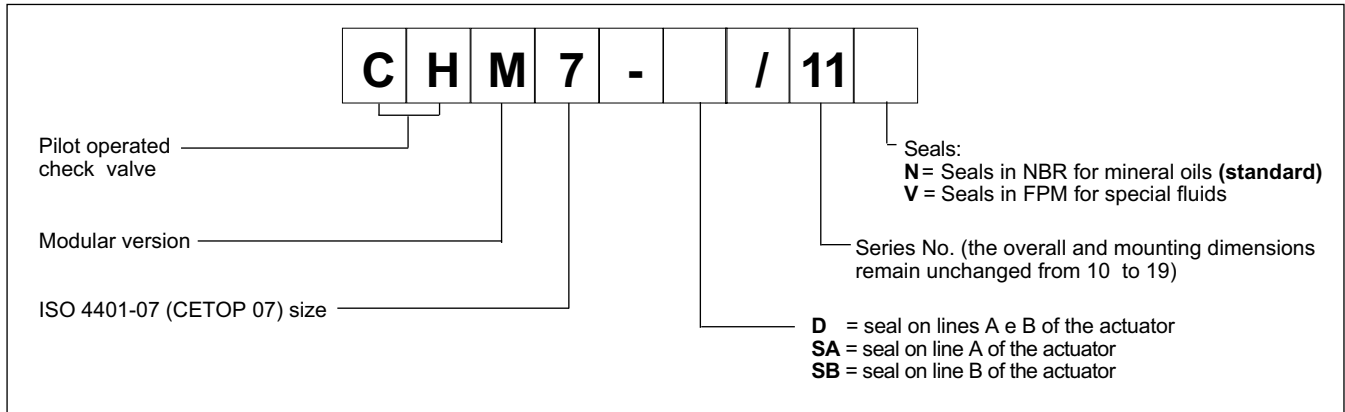 C H M 7 - / 11
Pilot operated
check valve
Modular version
ISO 4401-07 (CETOP 07) size
Seals:
N = Seals in NBR for mineral oils (standard)
V = Seals in FPM for special fluids
Series No. (the overall and mounting dimensions
remain unchanged from 10 to 19)
D = seal on lines A e B of the actuator
SA = seal on line A of the actuator
SB = seal on line B of the actuator